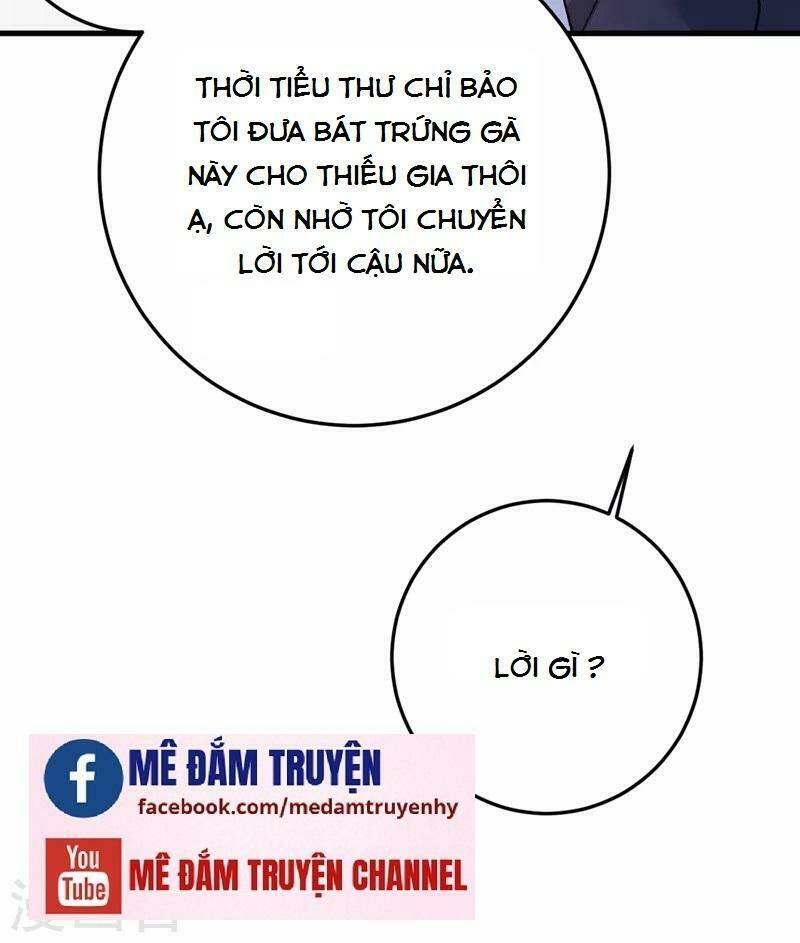 THỜI TIỂU THƯ CHỈ BẢO
TÔI ĐƯA BÁT TRỨNG GÀ
NÀY CHO THIẾU GIA THÔI
Ạ, CÒN NHỜ TÔI CHUYỂN
LỜI TỚI CẬU NỮA.
LỜI GÌ ?
f MÊ ĐẮM TRUYỆN
facebook.com/medamtruyenhy
You
Tube
MÊ ĐẮM TRUYỆN CHANNEL